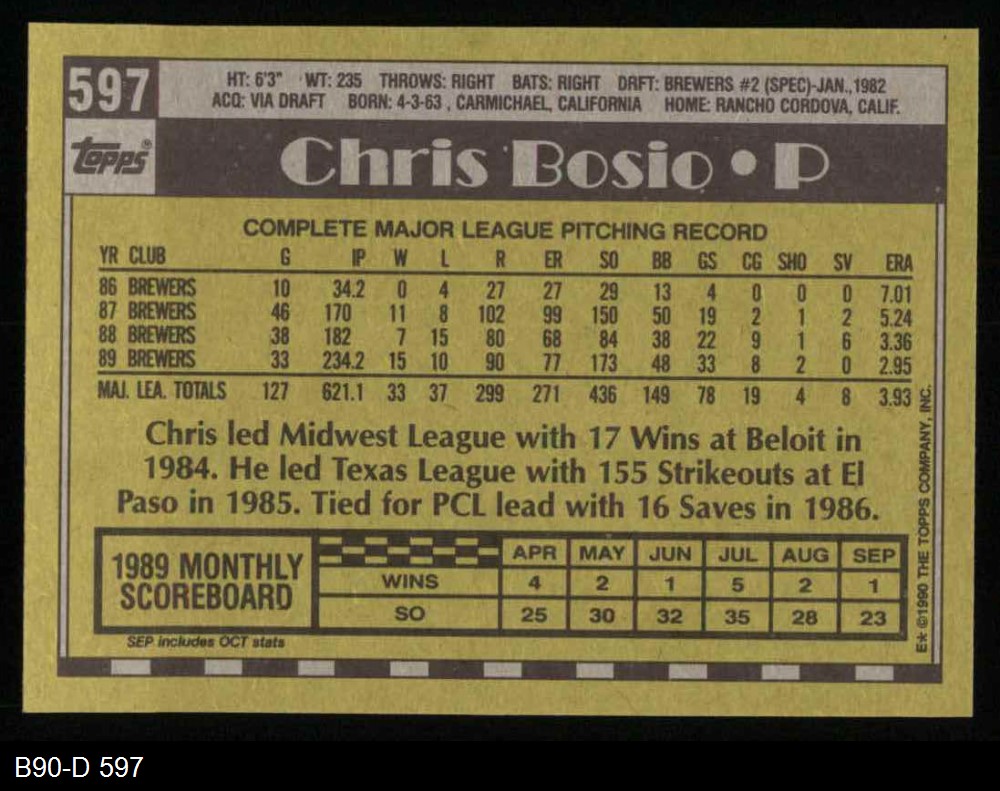 597
HT: 6'3" WT: 235 THROWS: RIGHT BATS: RIGHT DRFT: BREWERS #2 (SPEC)-JAN.,1982
ACQ: VIA DRAFT BORN: 4-3-63 , CARMICHAEL, CALIFORNIA HOME: RANCHO CORDOVA, CALIF.
Topps®
Chris Bosio • P
COMPLETE MAJOR LEAGUE PITCHING RECORD
YR CLUB G IP W L R ER SO BB GS CG SHO SV ERA
86 BREWERS 10 34.2 0 4 27 27 29 13 4 0 0 0 7.01
87 BREWERS 46 170 11 8 102 99 150 50 19 2 1 2 5.24
88 BREWERS 38 182 7 15 80 68 84 38 22 9 1 6 3.36
89 BREWERS 33 234.2 15 10 90 77 173 48 33 8 2 0 2.95
MAJ. LEA. TOTALS 127 621.1 33 37 299 271 436 149 78 19 4 8 3.93
Chris led Midwest League with 17 Wins at Beloit in
1984. He led Texas League with 155 Strikeouts at El
Paso in 1985. Tied for PCL lead with 16 Saves in 1986.
1989 MONTHLY
SCOREBOARD
APR MAY JUN JUL AUG SEP
WINS 4 2 1 5 2 1
SO 25 30 32 35 28 23
SEP includes OCT stats
E* ©1990 THE TOPPS COMPANY, INC.
B90-D 597